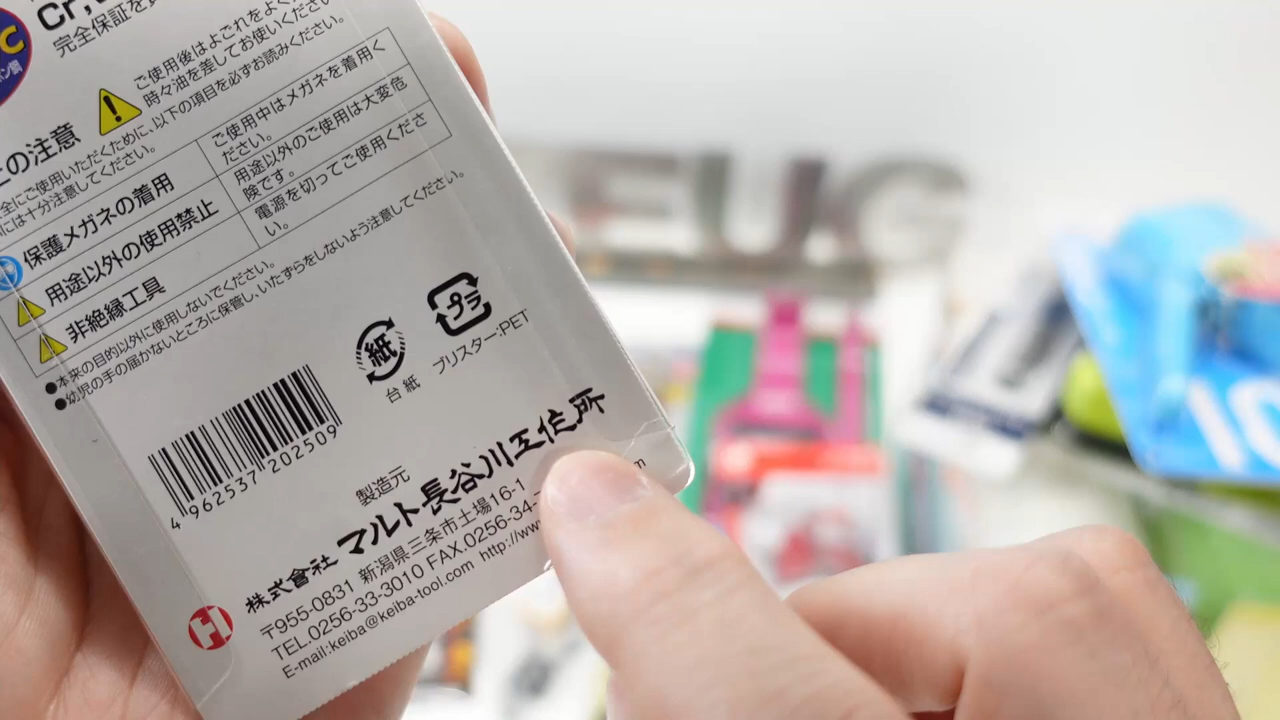 Cr,
完全保証を
ご使用後はよごれをよく
時々油を差してお使いください。
の注意
全にご使用いただくために、以下の項目を必ずお読みください。
には十分注意してください。
保護メガネの着用
ご使用中はメガネを着用く
ださい。
用途以外の使用禁止
用途以外のご使用は大変危
険です。
非絶縁工具
電源を切ってご使用くださ
い。
●本来の目的以外に使用しないでください。
●幼児の手の届かないところに保管し、いたずらをしないよう注意してください。
紙
台紙
プラ
ブリスター:PET
4 962537 202509
製造元
株式會社 マルト長谷川工作所
〒955-0831 新潟県三条市土場16-1
TEL.0256-33-3010 FAX.0256-34-
E-mail:keiba@keiba-tool.com http://ww
EUG
10